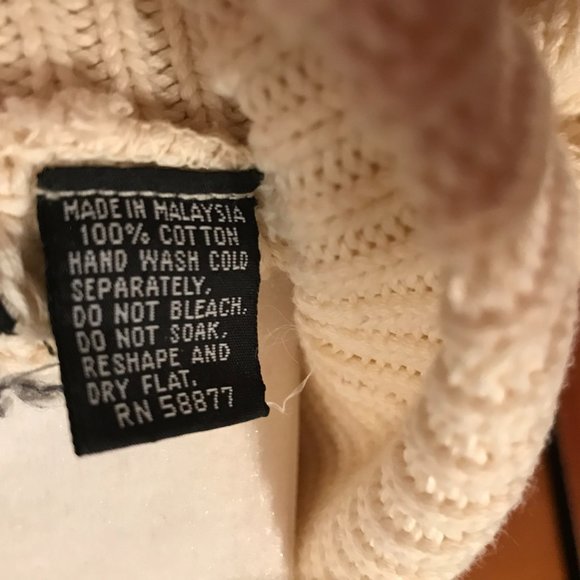 MADE IN MALAYSIA
100% COTTON
HAND WASH COLD
SEPARATELY.
DO NOT BLEACH.
DO NOT SOAK.
RESHAPE AND
DRY FLAT.
RN 58877